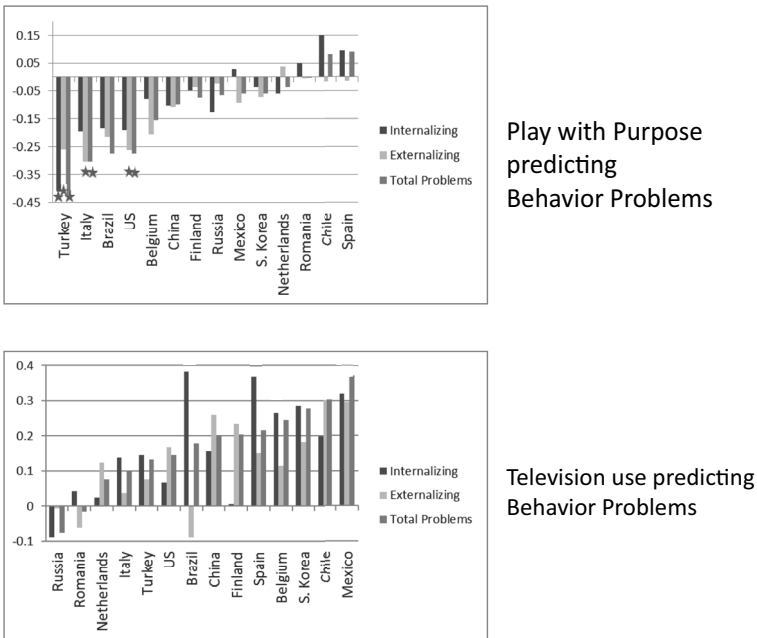 0.15
0.05
-0.05
-0.15
-0.25
-0.35
-0.45
Turkey
Italy
Brazil
US
Belgium
China
Finland
Russia
Mexico
S. Korea
Netherlands
Romania
Chile
Spain
Internalizing
Externalizing
Total Problems
Play with Purpose
predicting
Behavior Problems
0.4
0.3
0.2
0.1
0
-0.1
Russia
Romania
Netherlands
Italy
Turkey
US
Brazil
China
Finland
Spain
Belgium
S. Korea
Chile
Mexico
Internalizing
Externalizing
Total Problems
Television use predicting
Behavior Problems